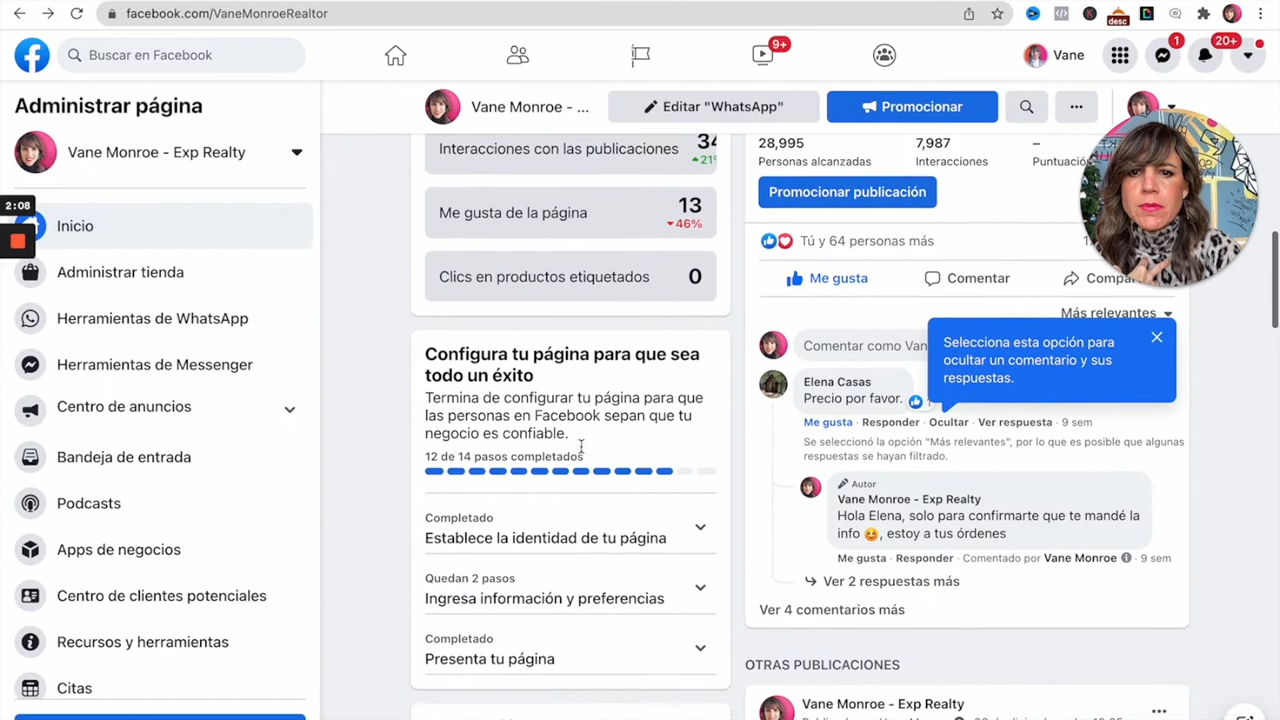 facebook.com/VaneMonroeRealtor
desc
Buscar en Facebook
9+
Vane
1
20+
Administrar página
Vane Monroe - Exp Realty
2:08
Inicio
Administrar tienda
Herramientas de WhatsApp
Herramientas de Messenger
Centro de anuncios
Bandeja de entrada
Podcasts
Apps de negocios
Centro de clientes potenciales
Recursos y herramientas
Citas
Vane Monroe - ...
Editar "WhatsApp"
Promocionar
Interacciones con las publicaciones
34
21%
Me gusta de la página
13
46%
Clics en productos etiquetados
0
Configura tu página para que sea
todo un éxito
Termina de configurar tu página para que
las personas en Facebook sepan que tu
negocio es confiable.
12 de 14 pasos completados
Completado
Establece la identidad de tu página
Quedan 2 pasos
Ingresa información y preferencias
Completado
Presenta tu página
28,995
Personas alcanzadas
7,987
Interacciones
–
Puntuación
Promocionar publicación
Tú y 64 personas más
Me gusta
Comentar
Compar
Más relevantes
Comentar como Van
Selecciona esta opción para
ocultar un comentario y sus
respuestas.
Elena Casas
Precio por favor.
1
Me gusta · Responder · Ocultar · Ver respuesta · 9 sem
Se seleccionó la opción "Más relevantes", por lo que es posible que algunas
respuestas se hayan filtrado.
Autor
Vane Monroe - Exp Realty
Hola Elena, solo para confirmarte que te mandé la
info 😊, estoy a tus órdenes
Me gusta · Responder · Comentado por Vane Monroe · 9 sem
Ver 2 respuestas más
Ver 4 comentarios más
OTRAS PUBLICACIONES
Vane Monroe - Exp Realty